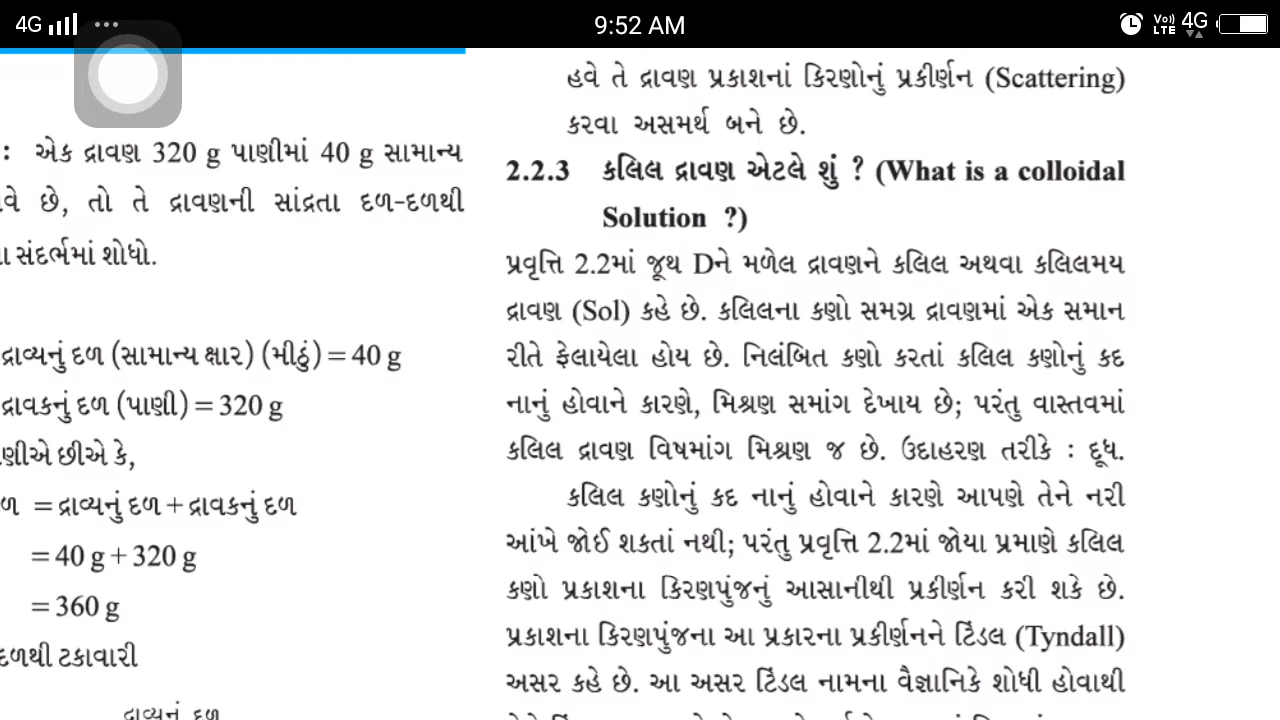 4G
9:52 AM
Vo)) LTE 4G
: એક દ્રાવણ 320 g પાણીમાં 40 g સામાન્ય
છે, તો તે દ્રાવણની સાંદ્રતા દળ-દળથી
સંદર્ભમાં શોધો.
દ્રાવ્યનું દળ (સામાન્ય ક્ષાર) (મીઠું) = 40 g
દ્રાવકનું દળ (પાણી) = 320 g
છીએ કે,
= દ્રાવ્યનું દળ + દ્રાવકનું દળ
= 40 g + 320 g
= 360 g
ટકાવારી
દ્રાવ્યનું દળ
હવે તે દ્રાવણ પ્રકાશનાં કિરણોનું પ્રકીર્ણન (Scattering)
કરવા અસમર્થ બને છે.
2.2.3 કલિલ દ્રાવણ એટલે શું ? (What is a colloidal
Solution ?)
પ્રવૃત્તિ 2.2માં જૂથ Dને મળેલ દ્રાવણને કલિલ અથવા કલિલમય
દ્રાવણ (Sol) કહે છે. કલિલના કણો સમગ્ર દ્રાવણમાં એક સમાન
રીતે ફેલાયેલા હોય છે. નિલંબિત કણો કરતાં કલિલ કણોનું કદ
નાનું હોવાને કારણે, મિશ્રણ સમાંગ દેખાય છે; પરંતુ વાસ્તવમાં
કલિલ દ્રાવણ વિષમાંગ મિશ્રણ જ છે. ઉદાહરણ તરીકે : દૂધ.
કલિલ કણોનું કદ નાનું હોવાને કારણે આપણે તેને નરી
આંખે જોઈ શકતાં નથી; પરંતુ પ્રવૃત્તિ 2.2માં જોયા પ્રમાણે કલિલ
કણો પ્રકાશના કિરણપુંજનું આસાનીથી પ્રકીર્ણન કરી શકે છે.
પ્રકાશના કિરણપુંજના આ પ્રકારના પ્રકીર્ણનને ટિંડલ (Tyndall)
અસર કહે છે. આ અસર ટિંડલ નામના વૈજ્ઞાનિકે શોધી હોવાથી